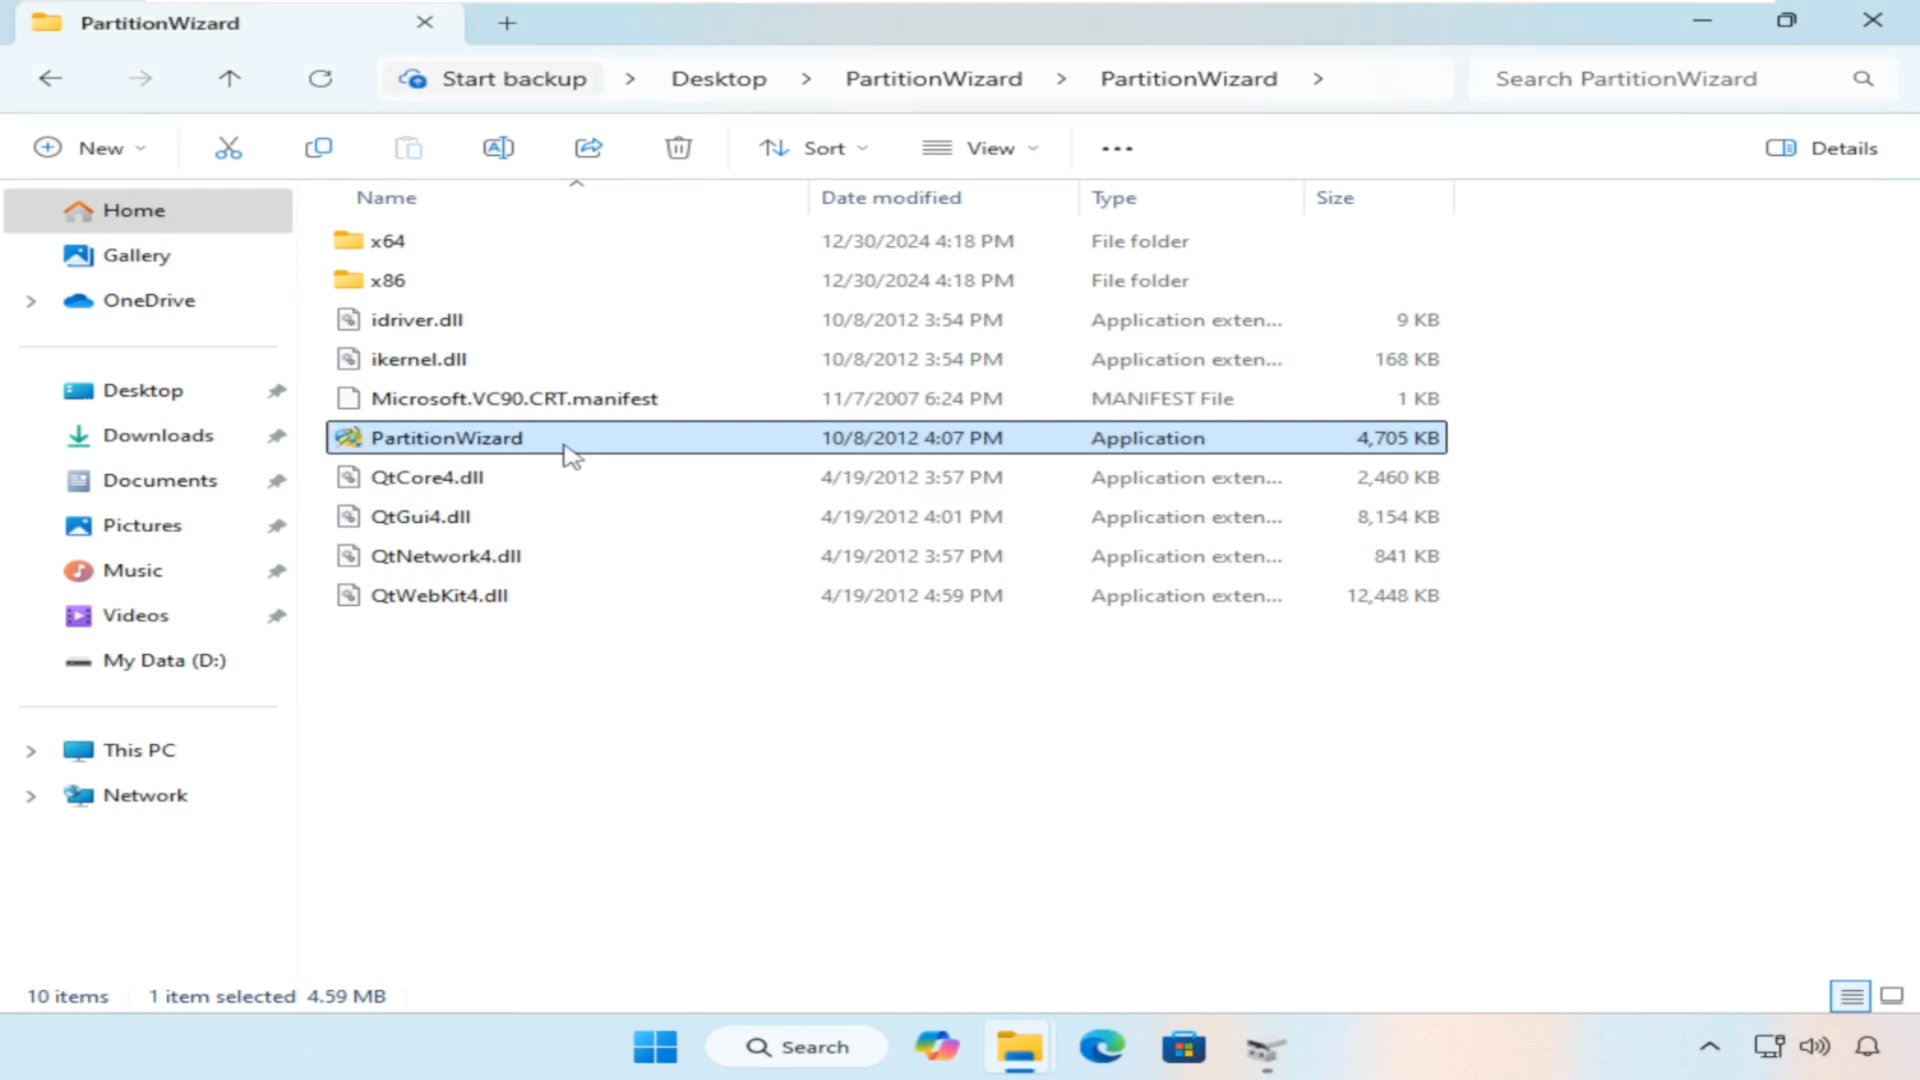 PartitionWizard
Start backup > Desktop > PartitionWizard > PartitionWizard >
Search PartitionWizard
New
Sort
View
Details
Name Date modified Type Size
Home
Gallery
OneDrive
Desktop
Downloads
Documents
Pictures
Music
Videos
My Data (D:)
This PC
Network
x64 12/30/2024 4:18 PM File folder
x86 12/30/2024 4:18 PM File folder
idriver.dll 10/8/2012 3:54 PM Application exten... 9 KB
ikernel.dll 10/8/2012 3:54 PM Application exten... 168 KB
Microsoft.VC90.CRT.manifest 11/7/2007 6:24 PM MANIFEST File 1 KB
PartitionWizard 10/8/2012 4:07 PM Application 4,705 KB
QtCore4.dll 4/19/2012 3:57 PM Application exten... 2,460 KB
QtGui4.dll 4/19/2012 4:01 PM Application exten... 8,154 KB
QtNetwork4.dll 4/19/2012 3:57 PM Application exten... 841 KB
QtWebKit4.dll 4/19/2012 4:59 PM Application exten... 12,448 KB
10 items 1 item selected 4.59 MB
Search